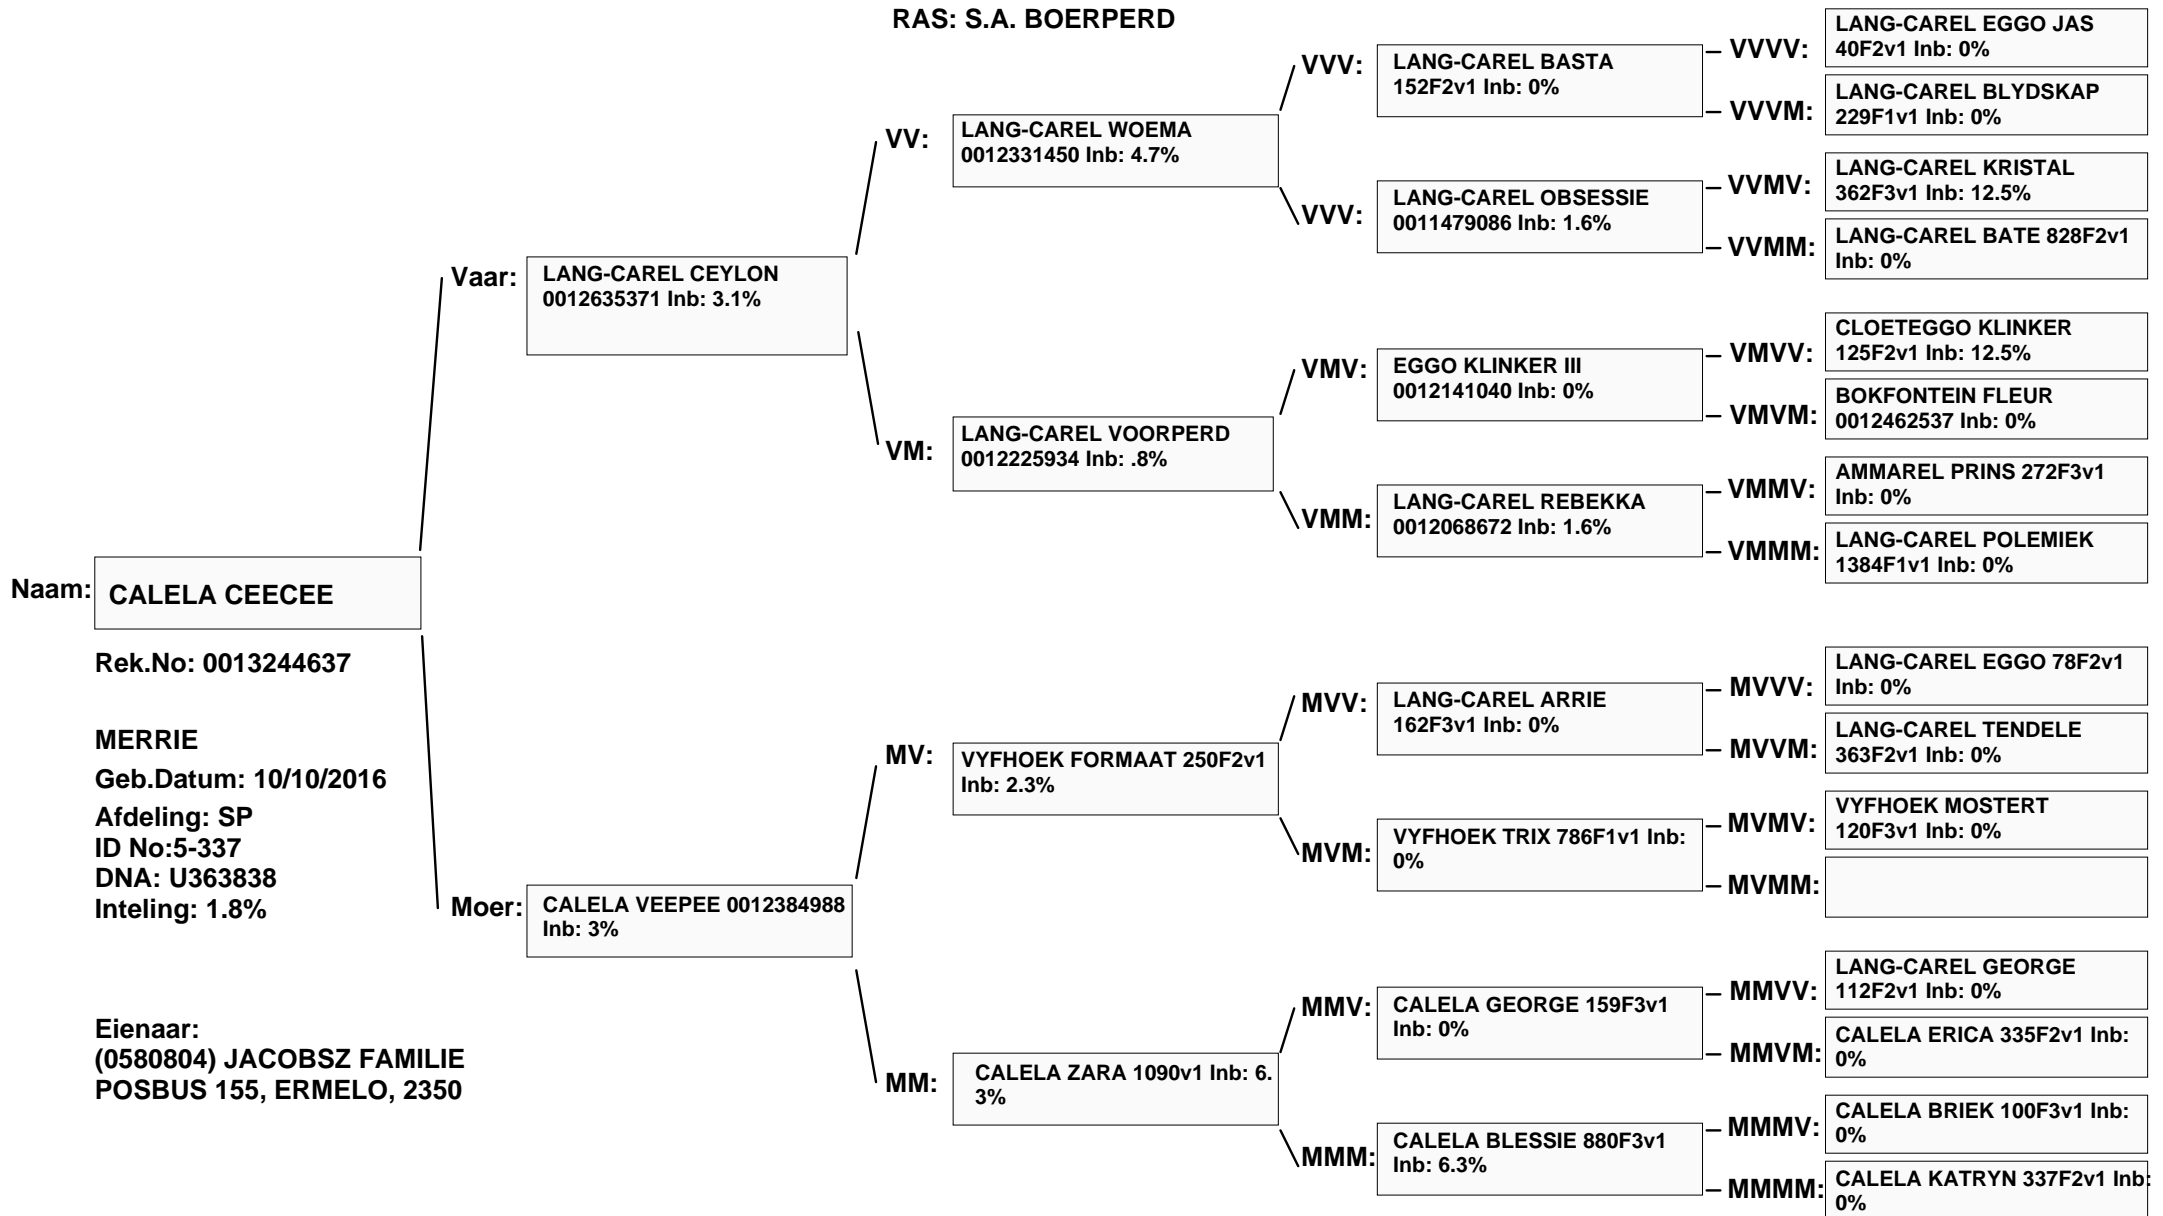 RAS: S.A. BOERPERD
Naam:
CALELA CEECEE
Rek.No: 0013244637
MERRIE
Geb.Datum: 10/10/2016
Afdeling: SP
ID No:5-337
DNA: U363838
Inteling: 1.8%
Eienaar:
(0580804) JACOBSZ FAMILIE
POSBUS 155, ERMELO, 2350
Vaar:
LANG-CAREL CEYLON
0012635371 Inb: 3.1%
Moer:
CALELA VEEPEE 0012384988
Inb: 3%
VV:
LANG-CAREL WOEMA
0012331450 Inb: 4.7%
VM:
LANG-CAREL VOORPERD
0012225934 Inb: .8%
MV:
VYFHOEK FORMAAT 250F2v1
Inb: 2.3%
MM:
CALELA ZARA 1090v1 Inb: 6.
3%
VVV:
LANG-CAREL BASTA
152F2v1 Inb: 0%
VVV:
LANG-CAREL OBSESSIE
0011479086 Inb: 1.6%
VMV:
EGGO KLINKER III
0012141040 Inb: 0%
VMM:
LANG-CAREL REBEKKA
0012068672 Inb: 1.6%
MVV:
LANG-CAREL ARRIE
162F3v1 Inb: 0%
MVM:
VYFHOEK TRIX 786F1v1 Inb:
0%
MMV:
CALELA GEORGE 159F3v1
Inb: 0%
MMM:
CALELA BLESSIE 880F3v1
Inb: 6.3%
VVVV:
LANG-CAREL EGGO JAS
40F2v1 Inb: 0%
VVVM:
LANG-CAREL BLYDSKAP
229F1v1 Inb: 0%
VVMV:
LANG-CAREL KRISTAL
362F3v1 Inb: 12.5%
VVMM:
LANG-CAREL BATE 828F2v1
Inb: 0%
VMVV:
CLOETEGGO KLINKER
125F2v1 Inb: 12.5%
VMVM:
BOKFONTEIN FLEUR
0012462537 Inb: 0%
VMMV:
AMMAREL PRINS 272F3v1
Inb: 0%
VMMM:
LANG-CAREL POLEMIEK
1384F1v1 Inb: 0%
MVVV:
LANG-CAREL EGGO 78F2v1
Inb: 0%
MVVM:
LANG-CAREL TENDELE
363F2v1 Inb: 0%
MVMV:
VYFHOEK MOSTERT
120F3v1 Inb: 0%
MVMM:
MMVV:
LANG-CAREL GEORGE
112F2v1 Inb: 0%
MMVM:
CALELA ERICA 335F2v1 Inb:
0%
MMMV:
CALELA BRIEK 100F3v1 Inb:
0%
MMMM:
CALELA KATRYN 337F2v1 Inb:
0%